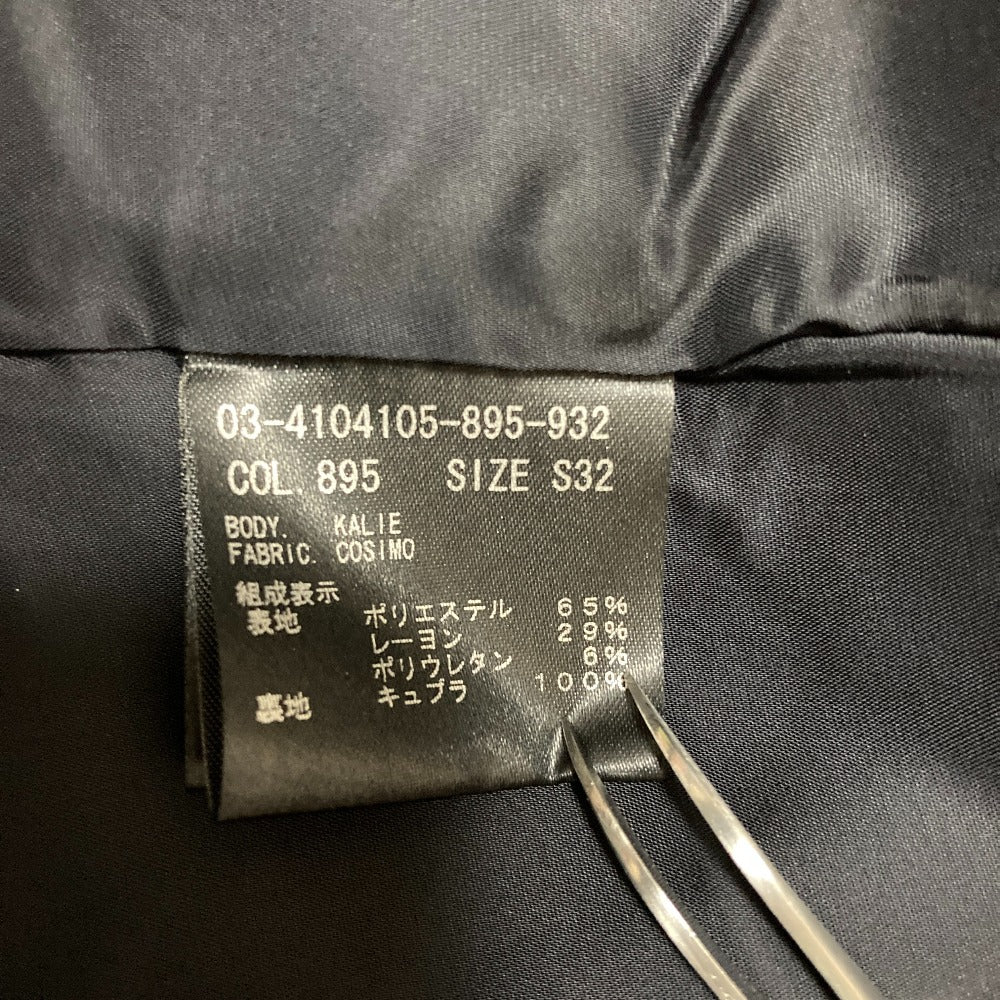 03-4104105-895-932
COL. 895 SIZE S32
BODY. KALIE
FABRIC. COSIMO
組成表示
表地 ポリエステル 65%
レーヨン 29%
ポリウレタン 6%
裏地 キュプラ 100%